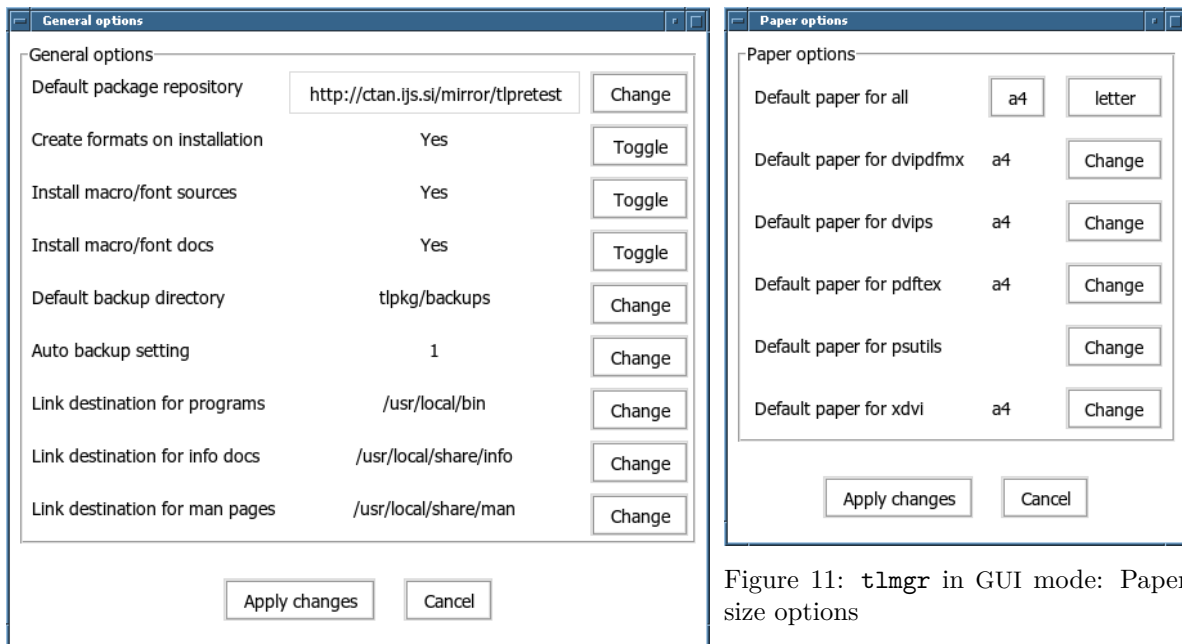 General options
General options
Default package repository http://ctan.ijs.si/mirror/tlpretest Change
Create formats on installation Yes Toggle
Install macro/font sources Yes Toggle
Install macro/font docs Yes Toggle
Default backup directory tlpkg/backups Change
Auto backup setting 1 Change
Link destination for programs /usr/local/bin Change
Link destination for info docs /usr/local/share/info Change
Link destination for man pages /usr/local/share/man Change
Apply changes Cancel
Paper options
Paper options
Default paper for all a4 letter
Default paper for dvipdfmx a4 Change
Default paper for dvips a4 Change
Default paper for pdftex a4 Change
Default paper for psutils Change
Default paper for xdvi a4 Change
Apply changes Cancel
Figure 11: tlmgr in GUI mode: Paper
size options